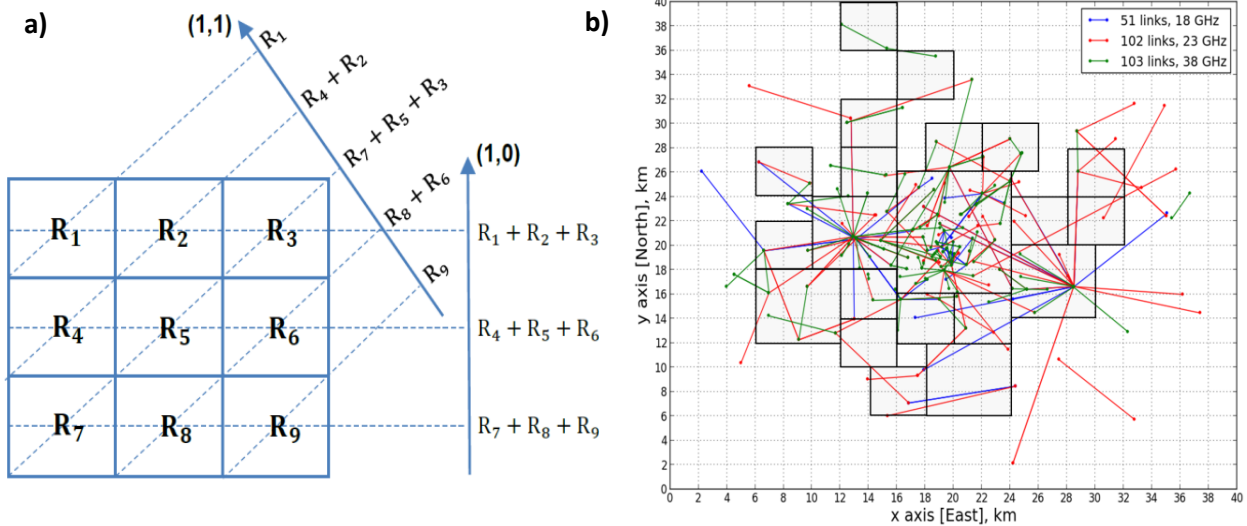 a)
(1,1)
R₁
R₄ + R₂
R₇ + R₅ + R₃
R₈ + R₆
R₉
(1,0)
R₁ R₂ R₃
R₁ + R₂ + R₃
R₄ R₅ R₆
R₄ + R₅ + R₆
R₇ R₈ R₉
R₇ + R₈ + R₉
b)
51 links, 18 GHz
102 links, 23 GHz
103 links, 38 GHz
y axis [North], km
40
38
36
34
32
30
28
26
24
22
20
18
16
14
12
10
8
6
4
2
0
0 2 4 6 8 10 12 14 16 18 20 22 24 26 28 30 32 34 36 38 40
x axis [East], km